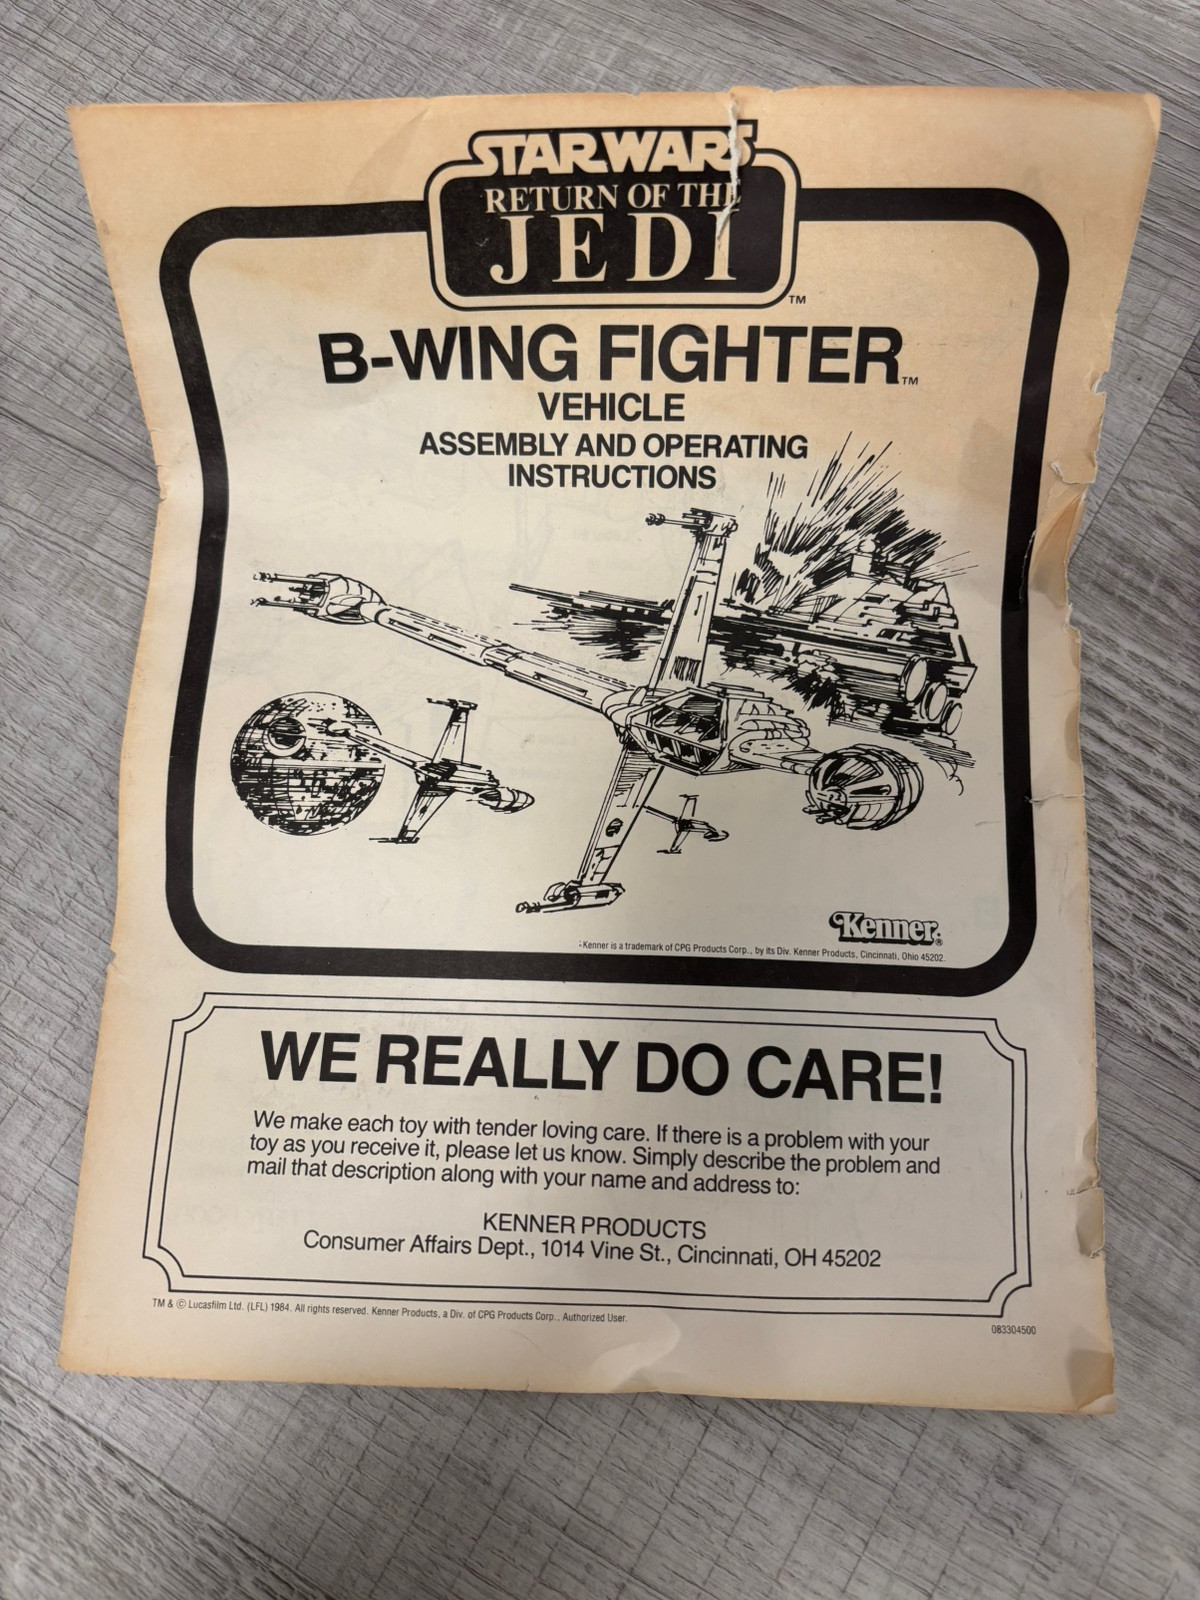 STAR WARS
RETURN OF THE
JEDI
TM
B-WING FIGHTER TM
VEHICLE
ASSEMBLY AND OPERATING
INSTRUCTIONS
Kenner®
Kenner is a trademark of CPG Products Corp., by its Div. Kenner Products, Cincinnati, Ohio 45202.
WE REALLY DO CARE!
We make each toy with tender loving care. If there is a problem with your
toy as you receive it, please let us know. Simply describe the problem and
mail that description along with your name and address to:
KENNER PRODUCTS
Consumer Affairs Dept., 1014 Vine St., Cincinnati, OH 45202
TM & © Lucasfilm Ltd. (LFL) 1984. All rights reserved. Kenner Products, a Div. of CPG Products Corp., Authorized User.
083304500